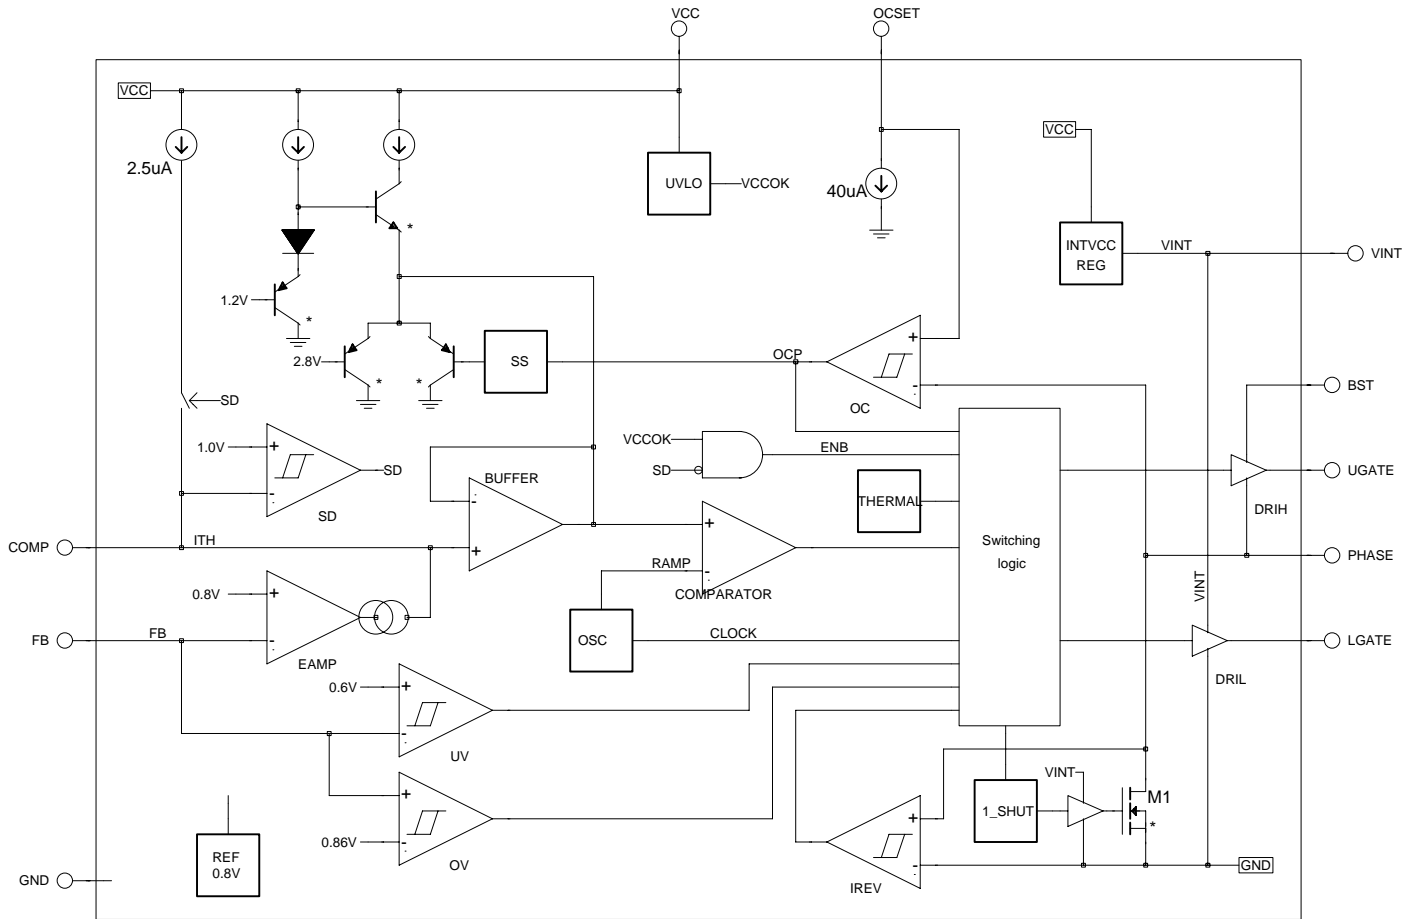 VCC
OCSET
VCC
VCC
2.5uA
UVLO
VCCOK
40uA
INTVCC
REG
VINT
VINT
*
1.2V
*
2.8V
*
*
SS
OCP
+
-
OC
BST
SD
1.0V
+
-
SD
SD
VCCOK
SD
ENB
BUFFER
-
+
THERMAL
UGATE
DRIH
COMP
ITH
+
-
COMPARATOR
RAMP
Switching
logic
PHASE
VINT
0.8V
+
-
EAMP
FB
FB
OSC
CLOCK
LGATE
DRIL
0.6V
+
-
UV
+
-
0.86V
OV
VINT
1_SHUT
M1
*
+
-
IREV
GND
REF
0.8V
GND